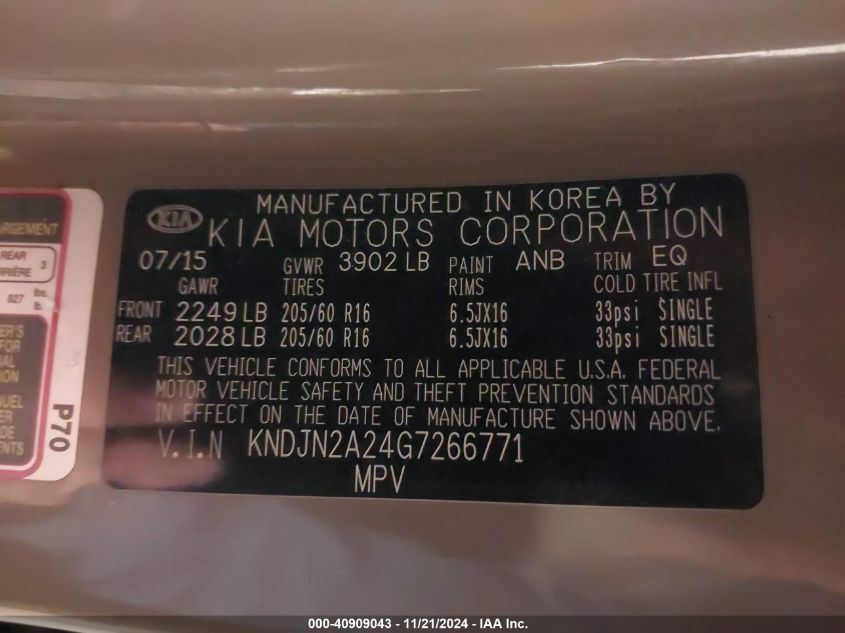 MANUFACTURED IN KOREA BY
KIA KIA MOTORS CORPORATION
07/15 GVWR 3902 LB PAINT ANB TRIM EQ
GAWR TIRES RIMS COLD TIRE INFL
FRONT 2249 LB 205/60 R16 6.5JX16 33psi SINGLE
REAR 2028 LB 205/60 R16 6.5JX16 33psi SINGLE
THIS VEHICLE CONFORMS TO ALL APPLICABLE U.S.A. FEDERAL
MOTOR VEHICLE SAFETY AND THEFT PREVENTION STANDARDS
IN EFFECT ON THE DATE OF MANUFACTURE SHOWN ABOVE.
V.I.N KNDJN2A24G7266771
MPV
REAR 3
827 lbs.
P70
000-40909043 - 11/21/2024 - IAA Inc.